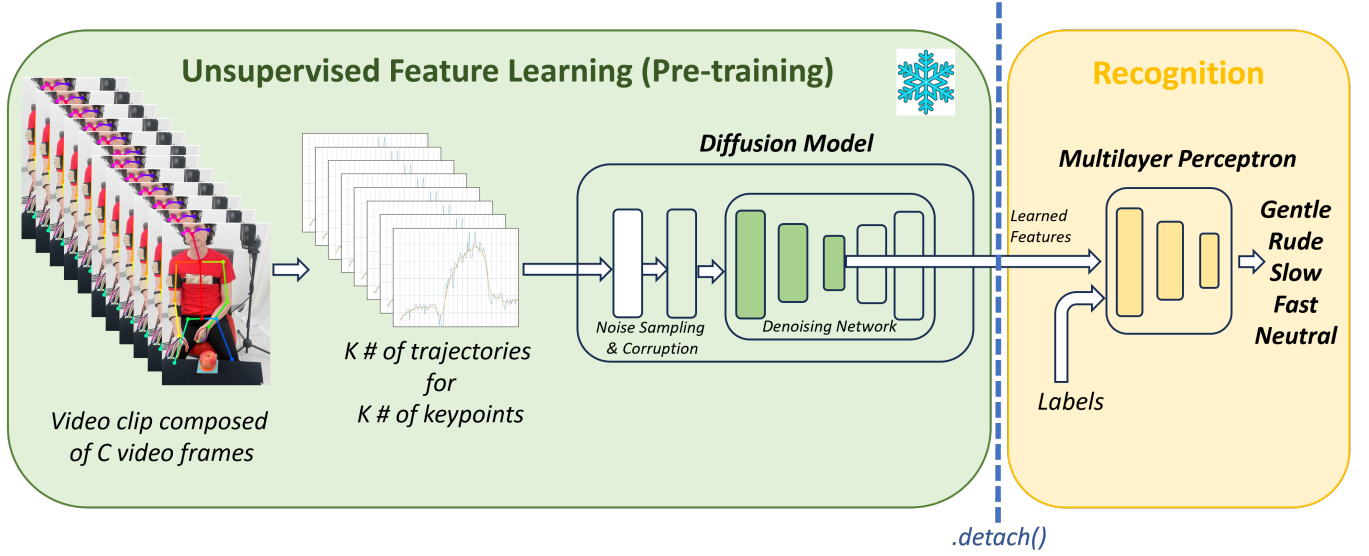 Unsupervised Feature Learning (Pre-training)
Recognition
Diffusion Model
Multilayer Perceptron
Learned
Features
Gentle
Rude
Slow
Fast
Neutral
Noise Sampling
& Corruption
Denoising Network
K # of trajectories
for
K # of keypoints
Labels
Video clip composed
of C video frames
.detach()